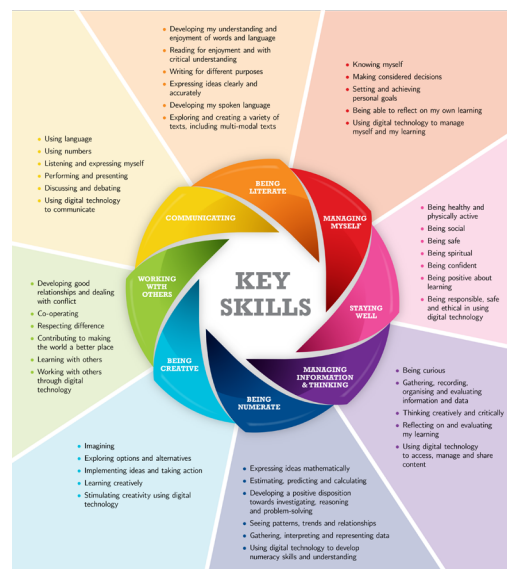 • Developing my understanding and
enjoyment of words and language
• Reading for enjoyment and with
critical understanding
• Writing for different purposes
• Expressing ideas clearly and
accurately
• Developing my spoken language
• Exploring and creating a variety of
texts, including multi-modal texts
• Knowing myself
• Making considered decisions
• Setting and achieving
personal goals
• Being able to reflect on my own learning
• Using digital technology to manage
myself and my learning
• Using language
• Using numbers
• Listening and expressing myself
• Performing and presenting
• Discussing and debating
• Using digital technology
to communicate
BEING
LITERATE
COMMUNICATING
MANAGING
MYSELF
• Being healthy and
physically active
• Being social
• Being safe
• Being spiritual
• Being confident
• Being positive about
learning
• Being responsible, safe
and ethical in using
digital technology
WORKING
WITH
OTHERS
KEY
SKILLS
STAYING
WELL
• Developing good
relationships and dealing
with conflict
• Co-operating
• Respecting difference
• Contributing to making
the world a better place
• Learning with others
• Working with others
through digital
technology
BEING
CREATIVE
MANAGING
INFORMATION
& THINKING
BEING
NUMERATE
• Being curious
• Gathering, recording,
organising and evaluating
information and data
• Thinking creatively and critically
• Reflecting on and evaluating
my learning
• Using digital technology
to access, manage and share
content
• Imagining
• Exploring options and alternatives
• Implementing ideas and taking action
• Learning creatively
• Stimulating creativity using digital
technology
• Expressing ideas mathematically
• Estimating, predicting and calculating
• Developing a positive disposition
towards investigating, reasoning
and problem-solving
• Seeing patterns, trends and relationships
• Gathering, interpreting and representing data
• Using digital technology to develop
numeracy skills and understanding